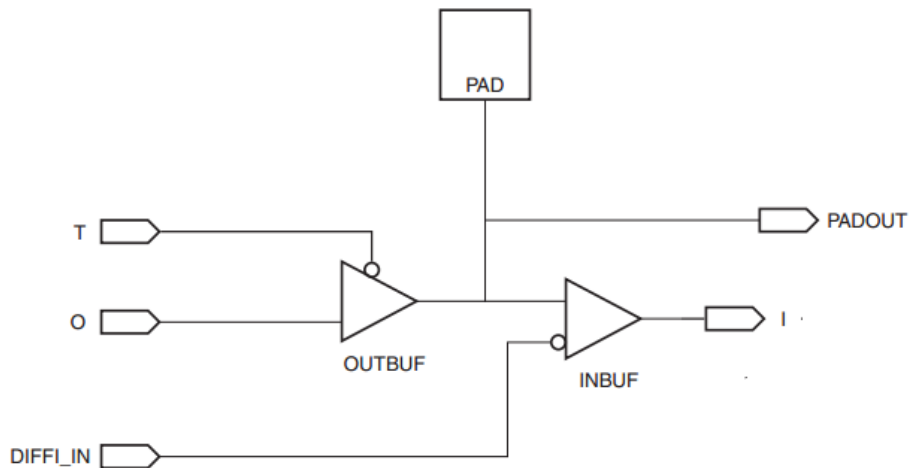 PAD
PADOUT
T
O
I
OUTBUF
INBUF
DIFFI_IN